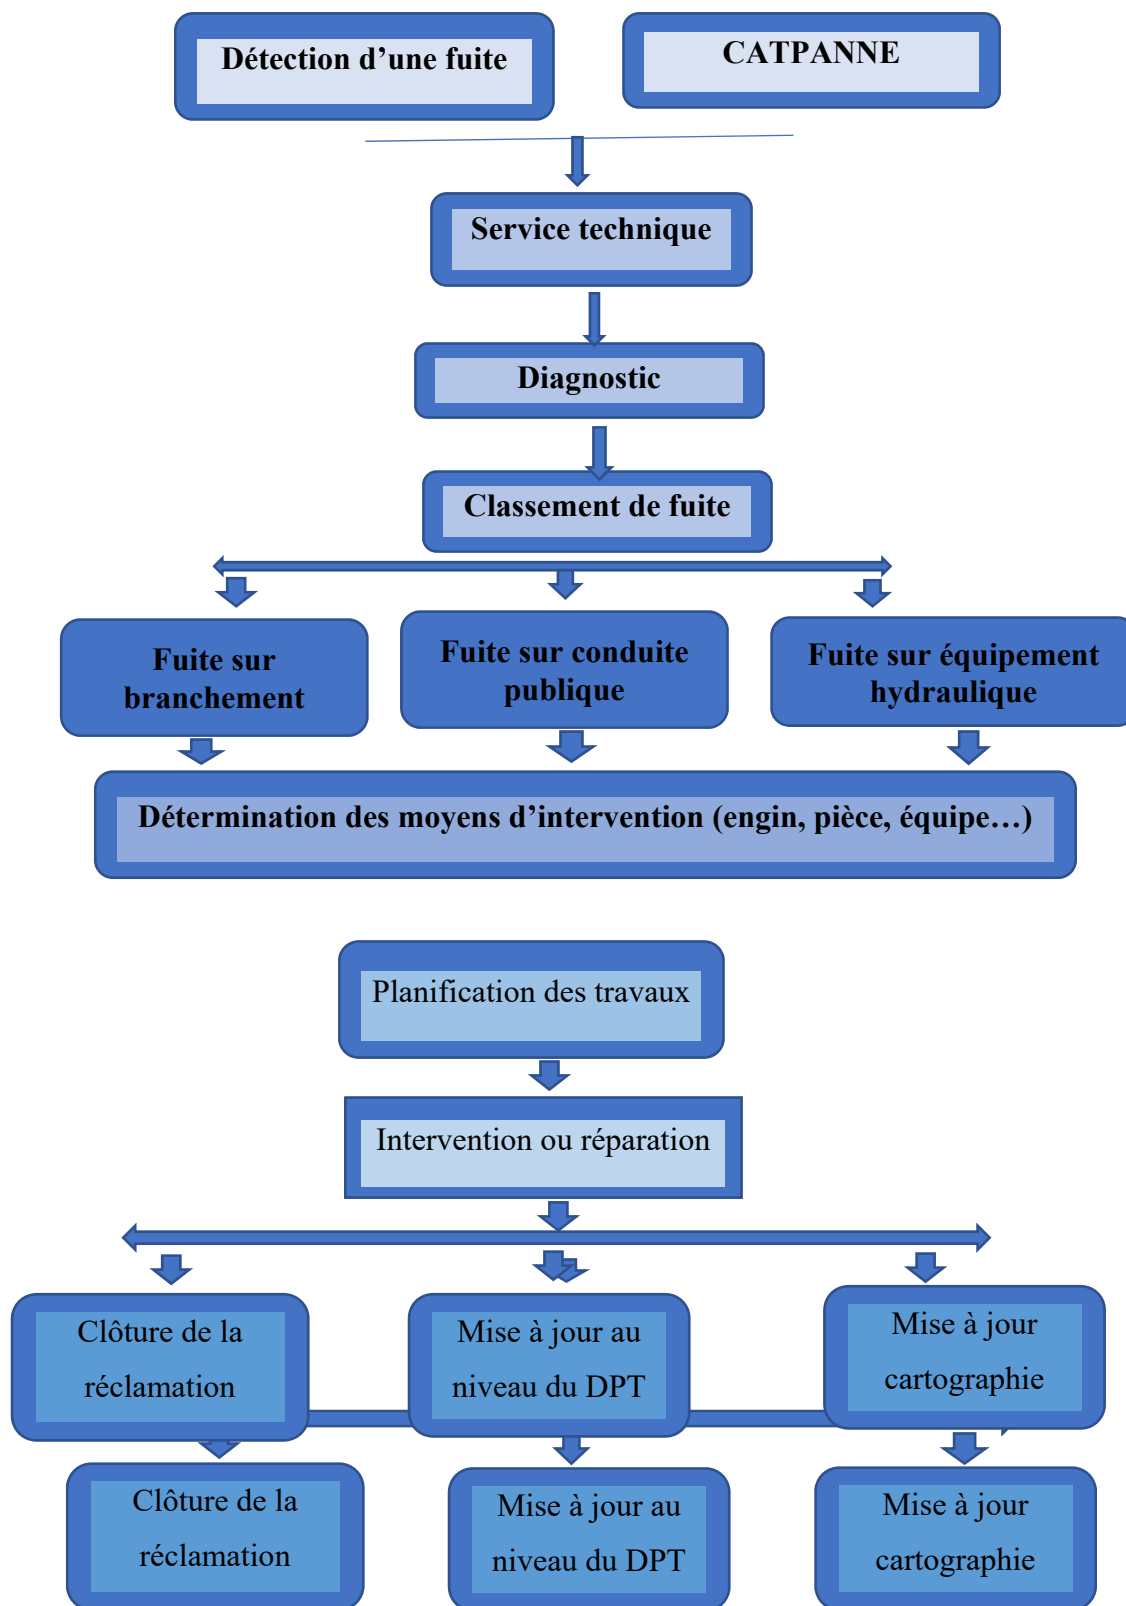 Détection d’une fuite
CATPANNE
Service technique
Diagnostic
Classement de fuite
Fuite sur
branchement
Fuite sur conduite
publique
Fuite sur équipement
hydraulique
Détermination des moyens d’intervention (engin, pièce, équipe…)
Planification des travaux
Intervention ou réparation
Clôture de la
réclamation
Mise à jour au
niveau du DPT
Mise à jour
cartographie
Clôture de la
réclamation
Mise à jour au
niveau du DPT
Mise à jour
cartographie